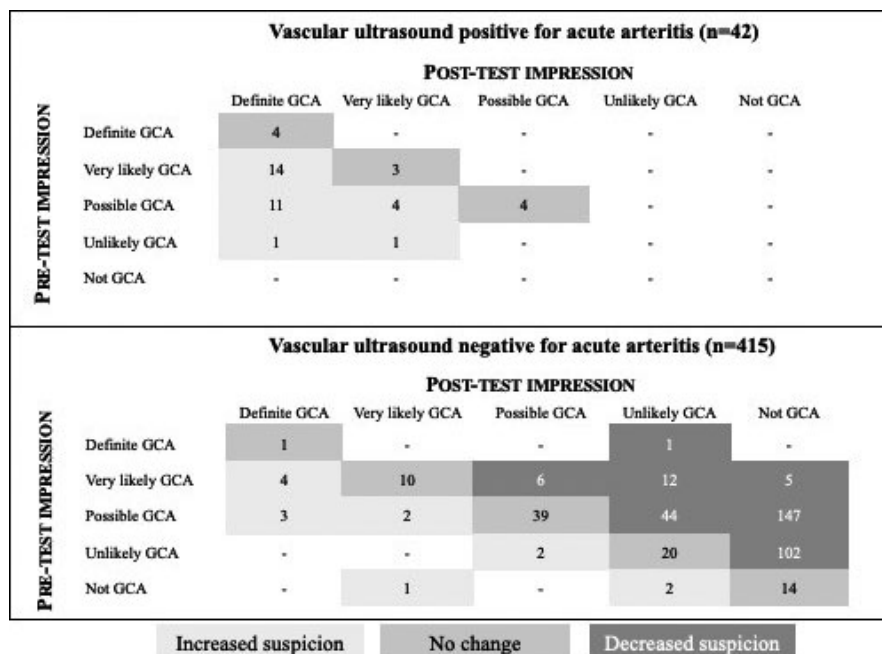 Vascular ultrasound positive for acute arteritis (n=42)
POST-TEST IMPRESSION
Definite GCA Very likely GCA Possible GCA Unlikely GCA Not GCA
PRE-TEST IMPRESSION
Definite GCA 4 - - - -
Very likely GCA 14 3 - - -
Possible GCA 11 4 4 - -
Unlikely GCA 1 1 - - -
Not GCA - - - - -
Vascular ultrasound negative for acute arteritis (n=415)
POST-TEST IMPRESSION
Definite GCA Very likely GCA Possible GCA Unlikely GCA Not GCA
PRE-TEST IMPRESSION
Definite GCA 1 - - 1 -
Very likely GCA 4 10 6 12 5
Possible GCA 3 2 39 44 147
Unlikely GCA - - 2 20 102
Not GCA - 1 - 2 14
Increased suspicion No change Decreased suspicion